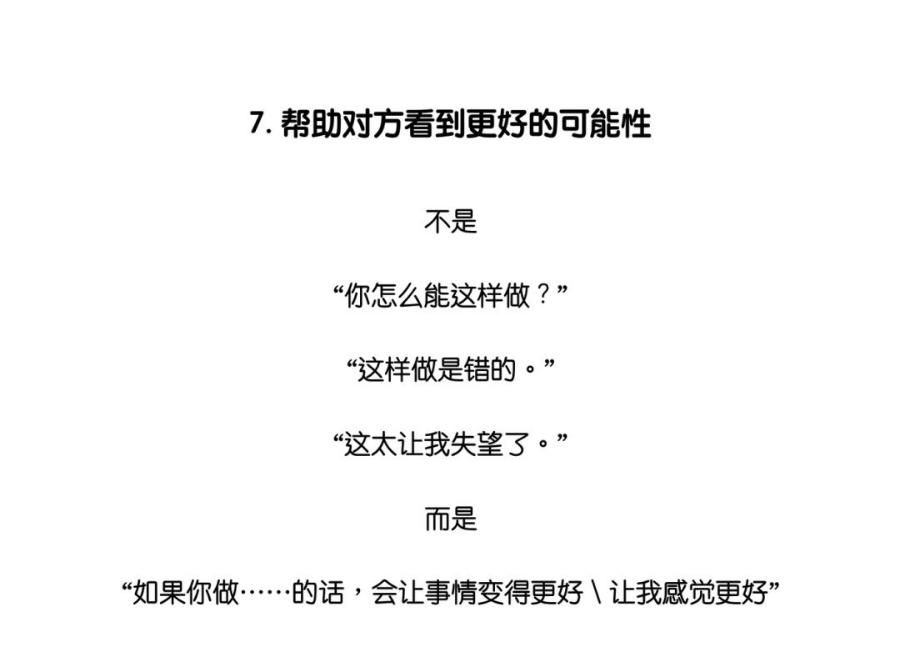 7. 帮助对方看到更好的可能性
不是
“你怎么能这样做？”
“这样做是错的。”
“这太让我失望了。”
而是
“如果你做……的话，会让事情变得更好 \ 让我感觉更好”